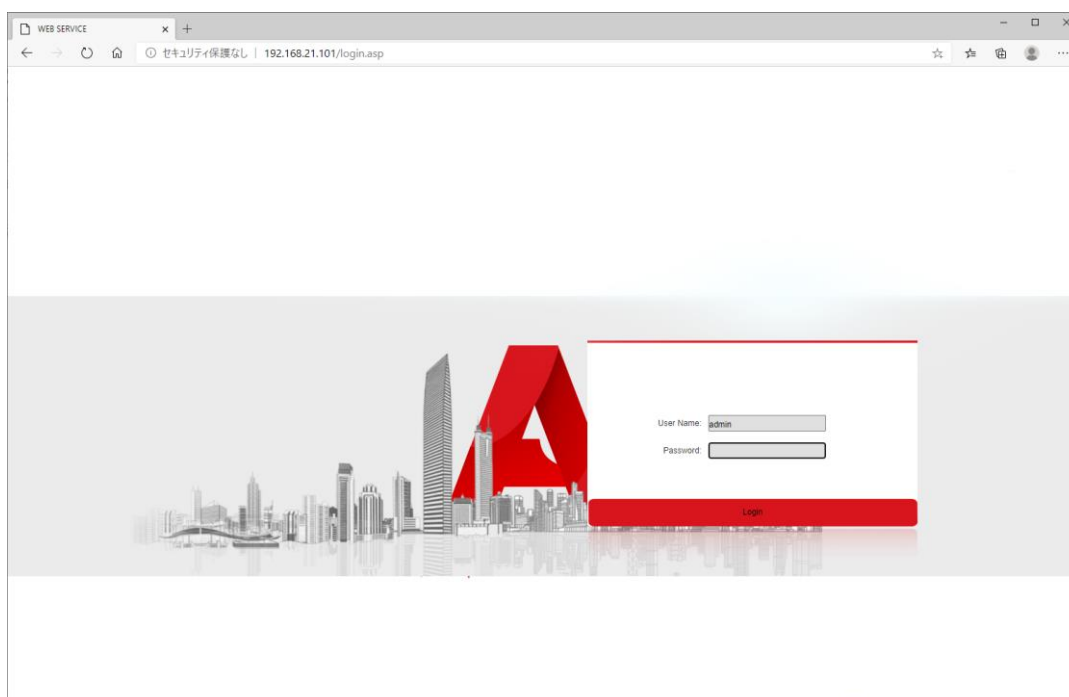 WEB SERVICE
セキュリティ保護なし | 192.168.21.101/login.asp
User Name: admin
Password:
Login